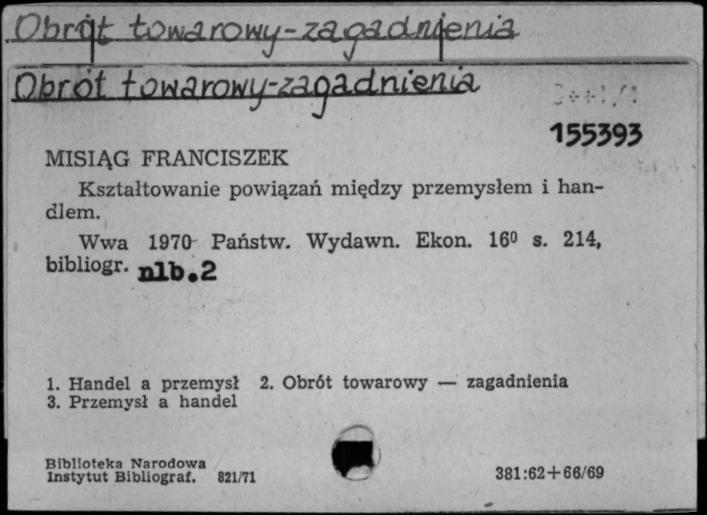 Obrót towarowy-zagadnienia
Obrót towarowy-zagadnienia
155393
MISIĄG FRANCISZEK
Kształtowanie powiązań między przemysłem i han-
dlem.
Wwa 1970 Państw. Wydawn. Ekon. 16⁰ s. 214,
bibliogr. nlb.2
1. Handel a przemysł 2. Obrót towarowy — zagadnienia
3. Przemysł a handel
Biblioteka Narodowa
Instytut Bibliograf. 821/71
381:62+66/69